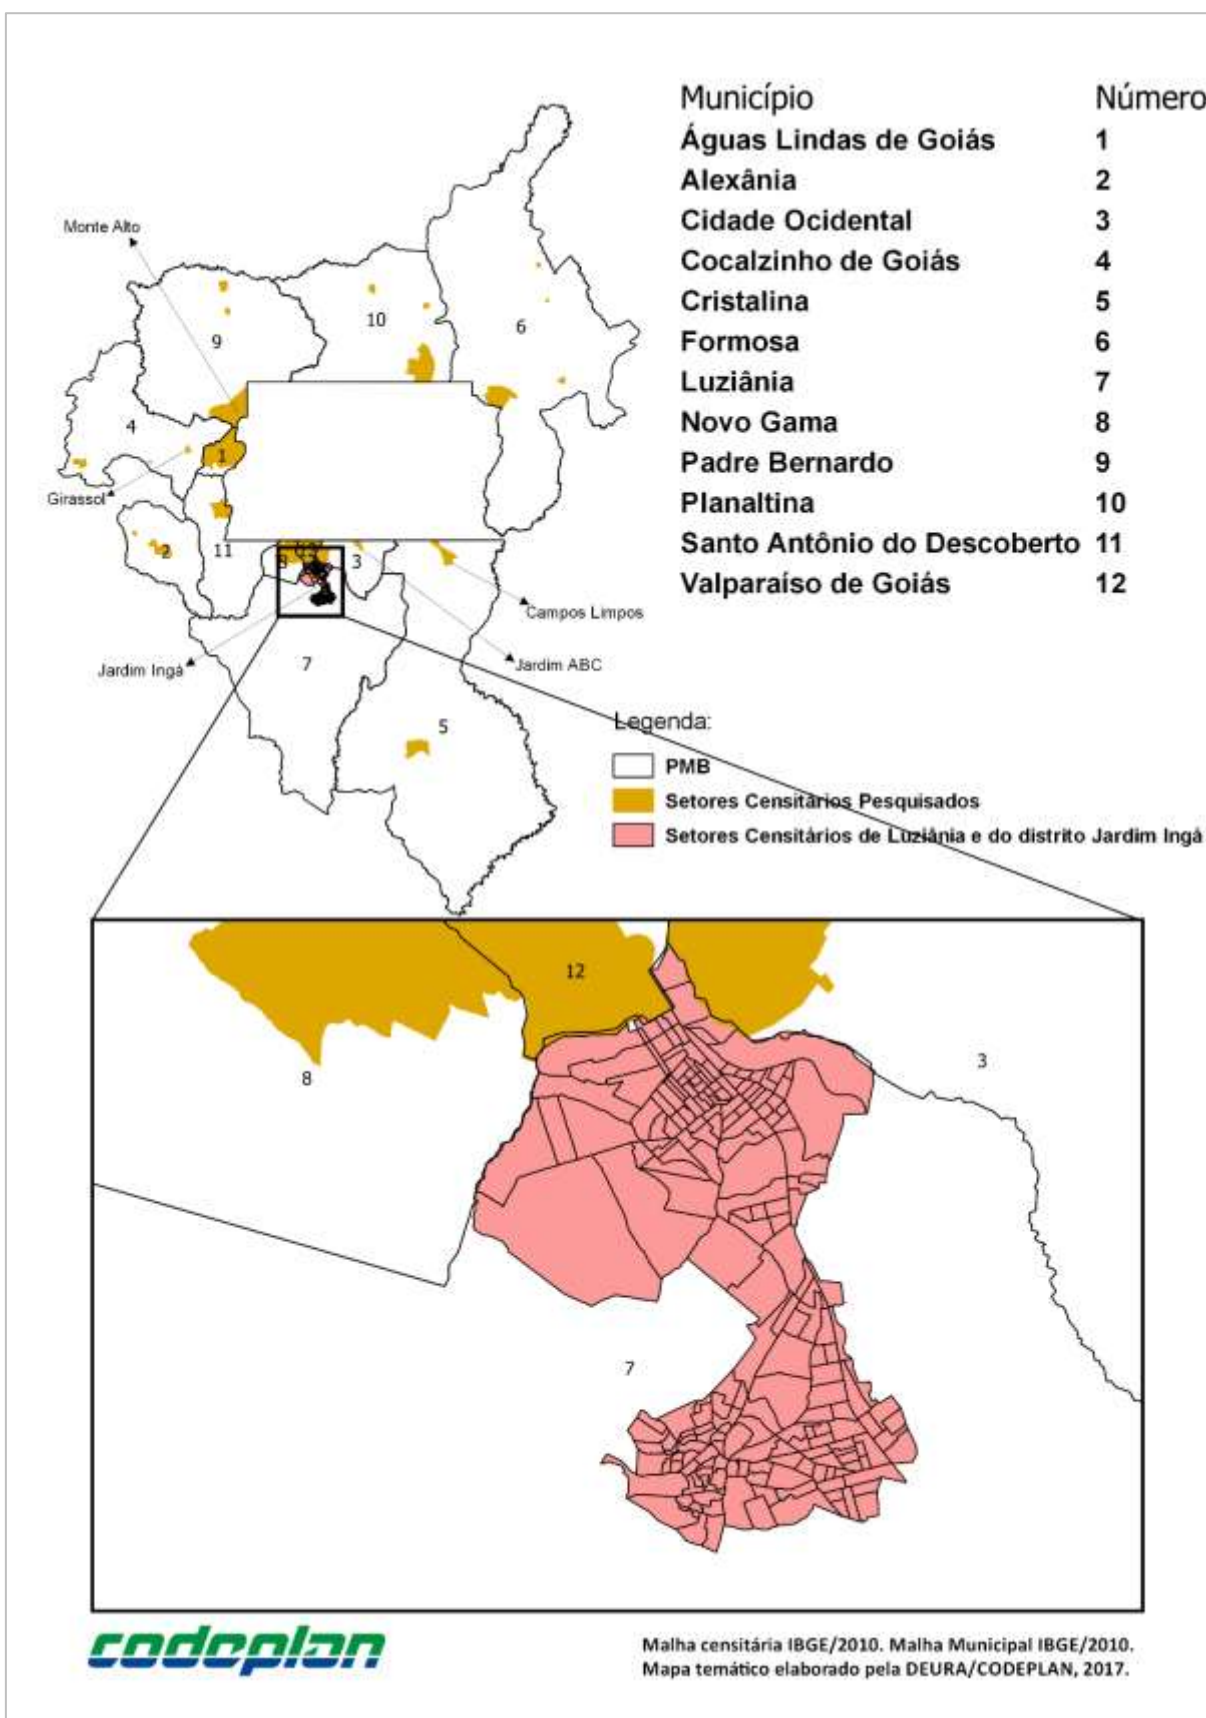 Município Número
Águas Lindas de Goiás 1
Alexânia 2
Cidade Ocidental 3
Cocalzinho de Goiás 4
Cristalina 5
Formosa 6
Luziânia 7
Novo Gama 8
Padre Bernardo 9
Planaltina 10
Santo Antônio do Descoberto 11
Valparaíso de Goiás 12
Monte Alto
10
6
9
4
1
Girassol
2
11
8
3
Campos Limpos
Jardim Ingá
7
Jardim ABC
5
Legenda:
PMB
Setores Censitários Pesquisados
Setores Censitários de Luziânia e do distrito Jardim Ingá
12
8
3
7
codeplan
Malha censitária IBGE/2010. Malha Municipal IBGE/2010.
Mapa temático elaborado pela DEURA/CODEPLAN, 2017.